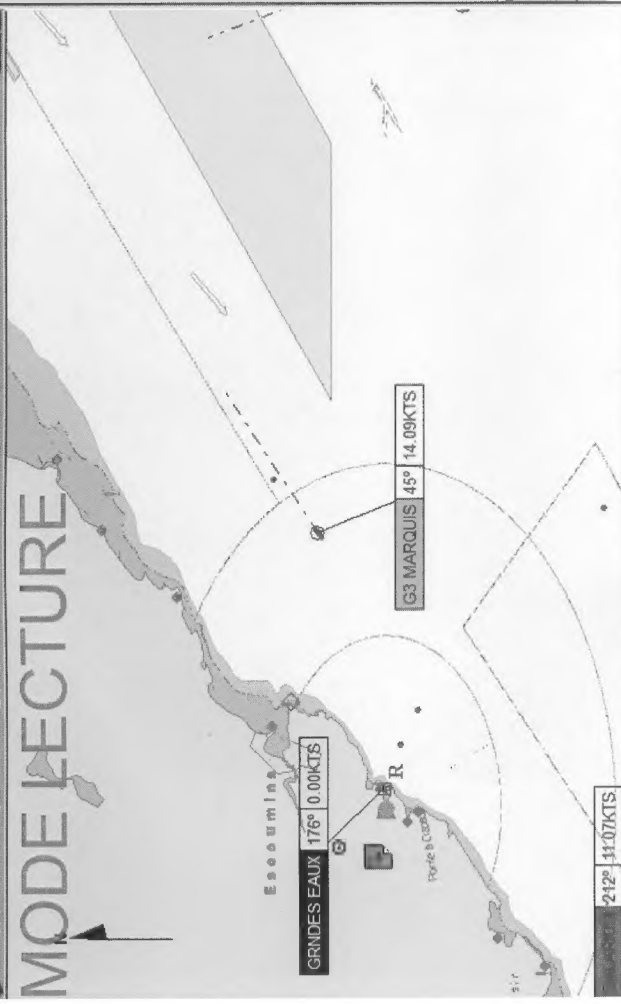 MODE LECTURE
N
Escoumins
GRNDES EAUX 176° 0.00KTS
G3 MARQUIS 45° 14.09KTS
R
212° 11.07KTS